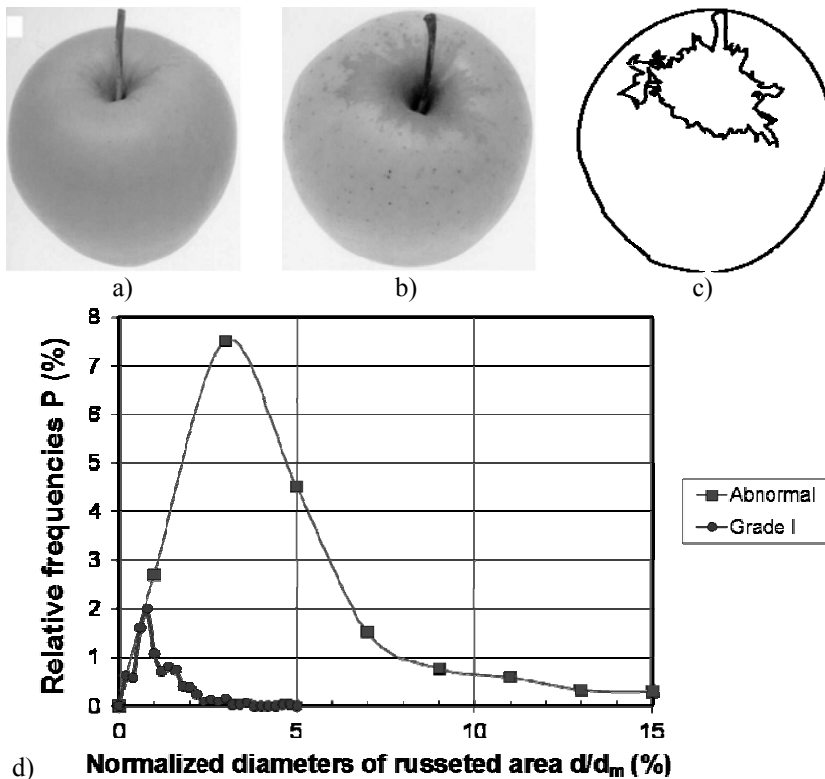 a)
b)
c)
8
7
6
5
4
3
2
1
0
Relative frequencies P (%)
0
5
10
15
Abnormal
Grade I
d)
Normalized diameters of russeted area d/dm (%)